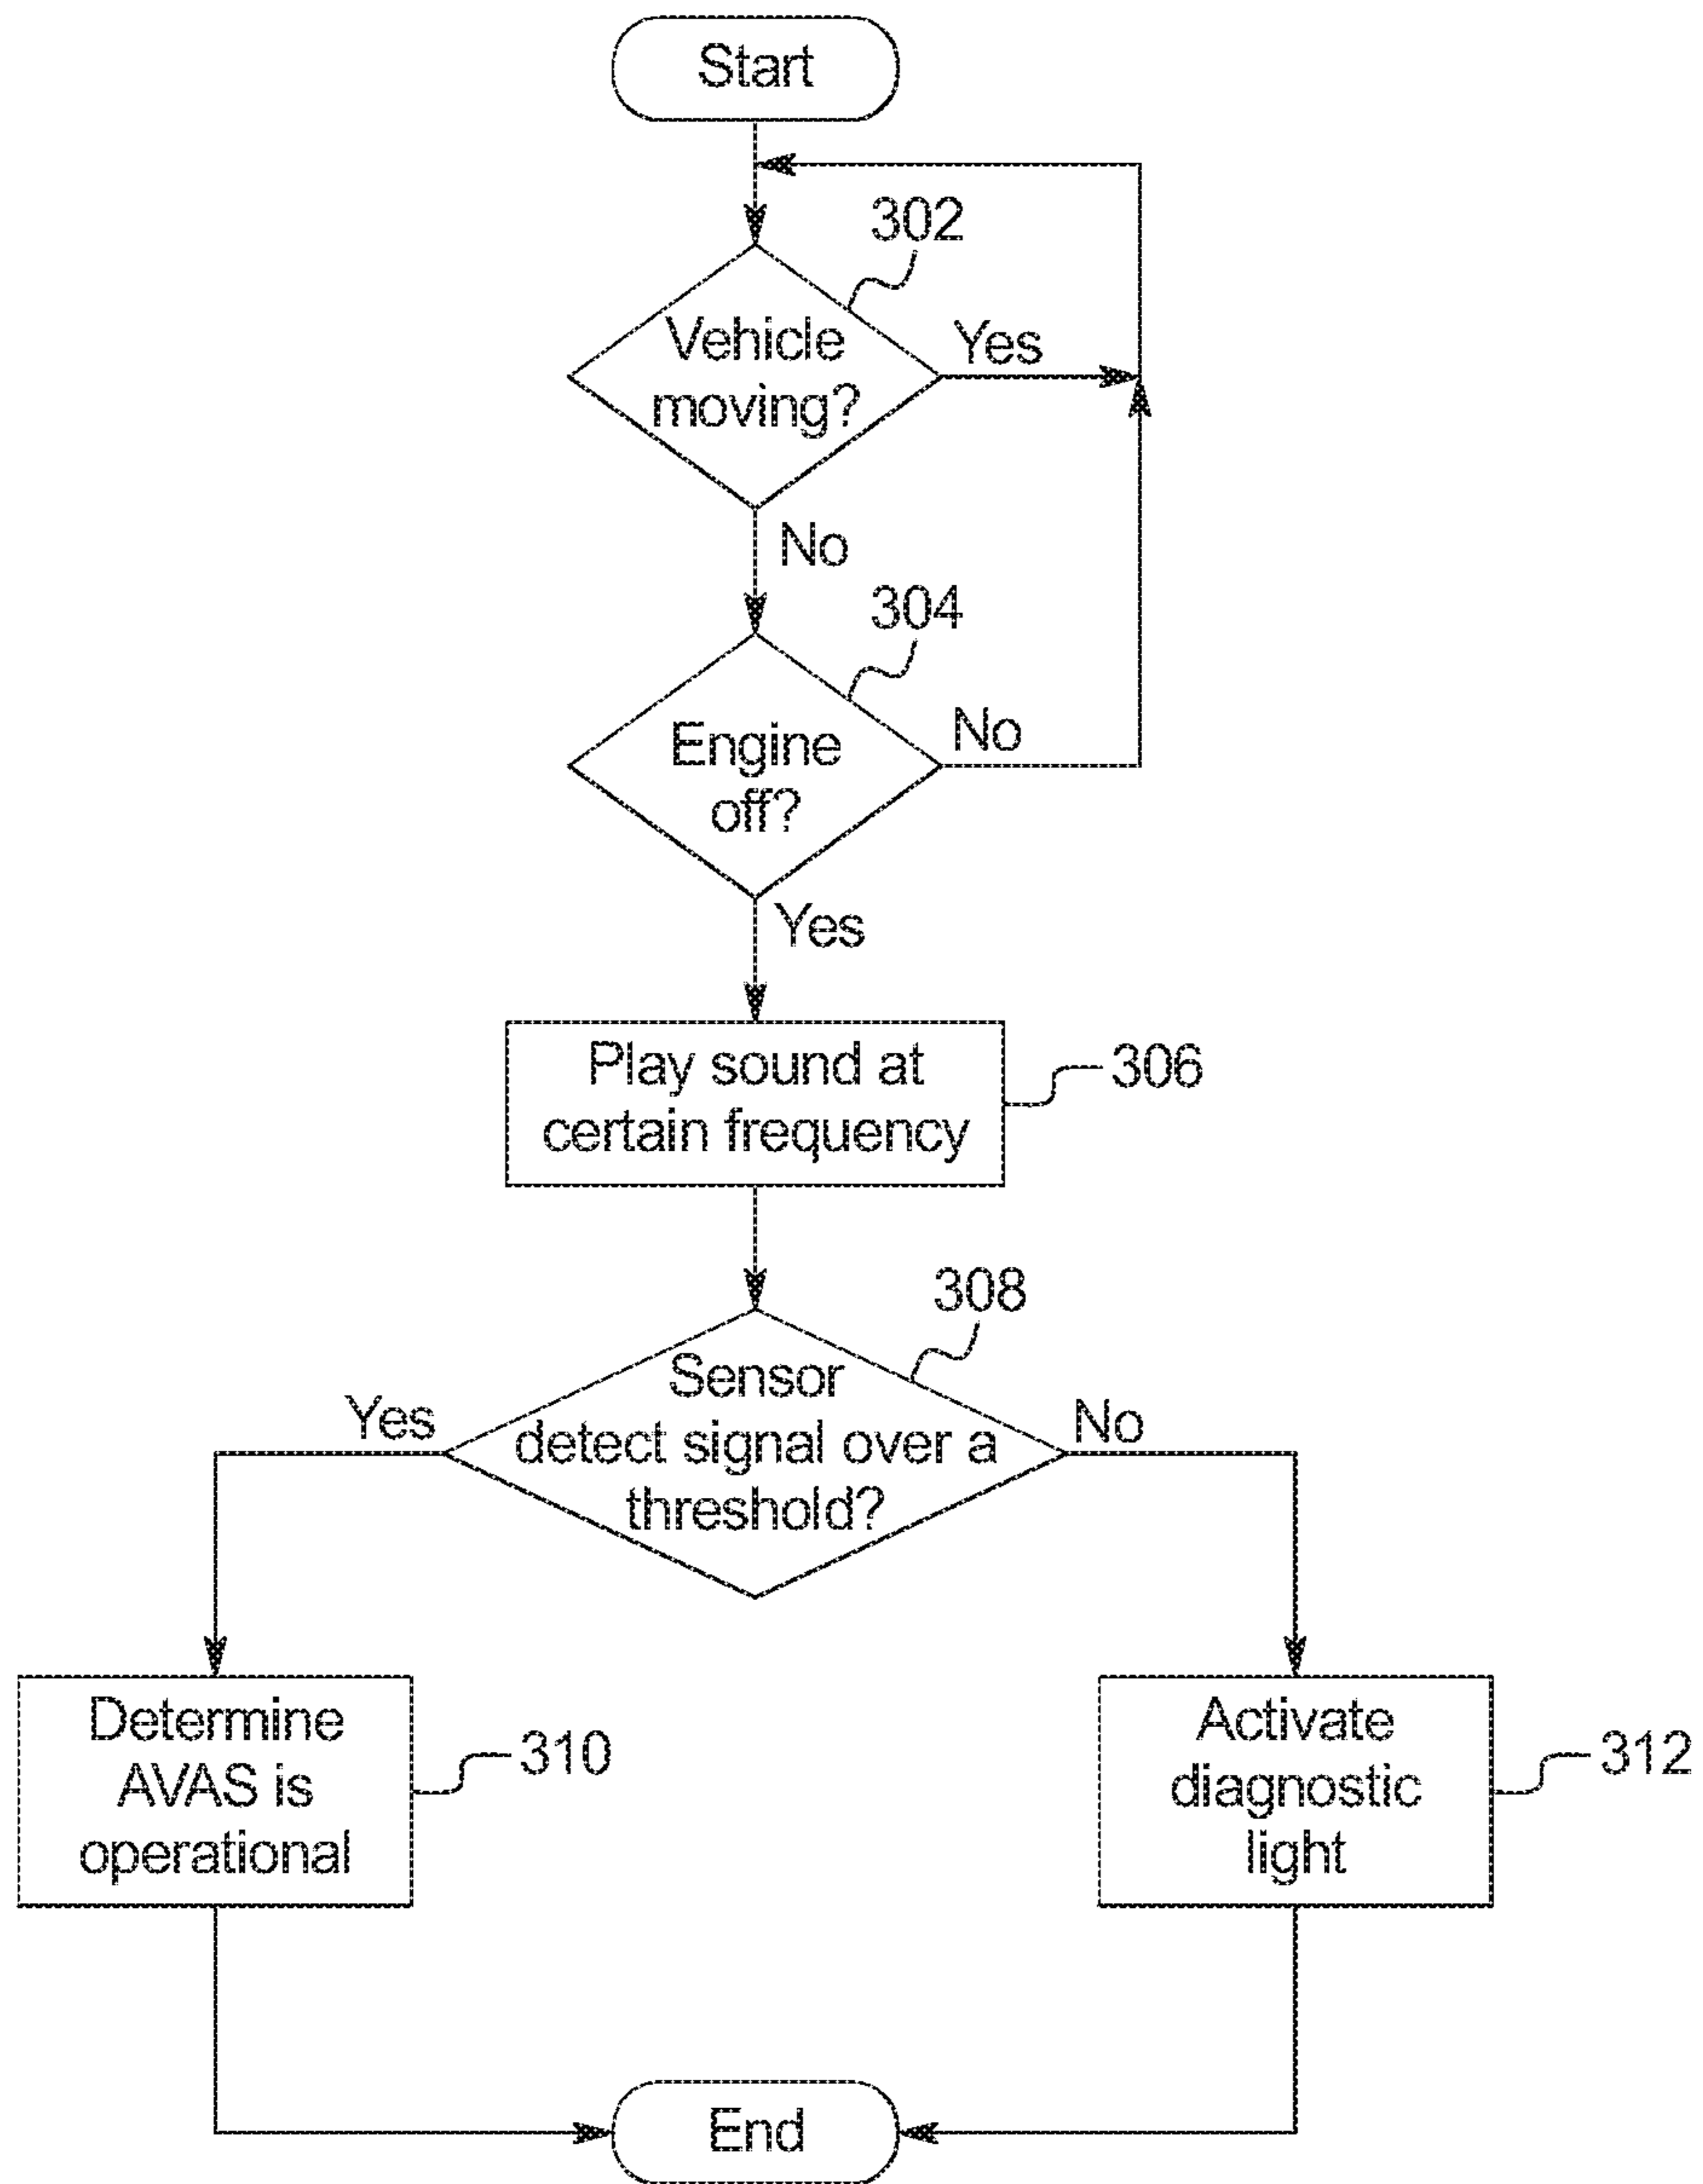 Start
302
Vehicle
moving?
Yes
No
304
Engine
off?
No
Yes
Play sound at
certain frequency
306
308
Sensor
detect signal over a
threshold?
Yes
No
Determine
AVAS is
operational
310
Activate
diagnostic
light
312
End